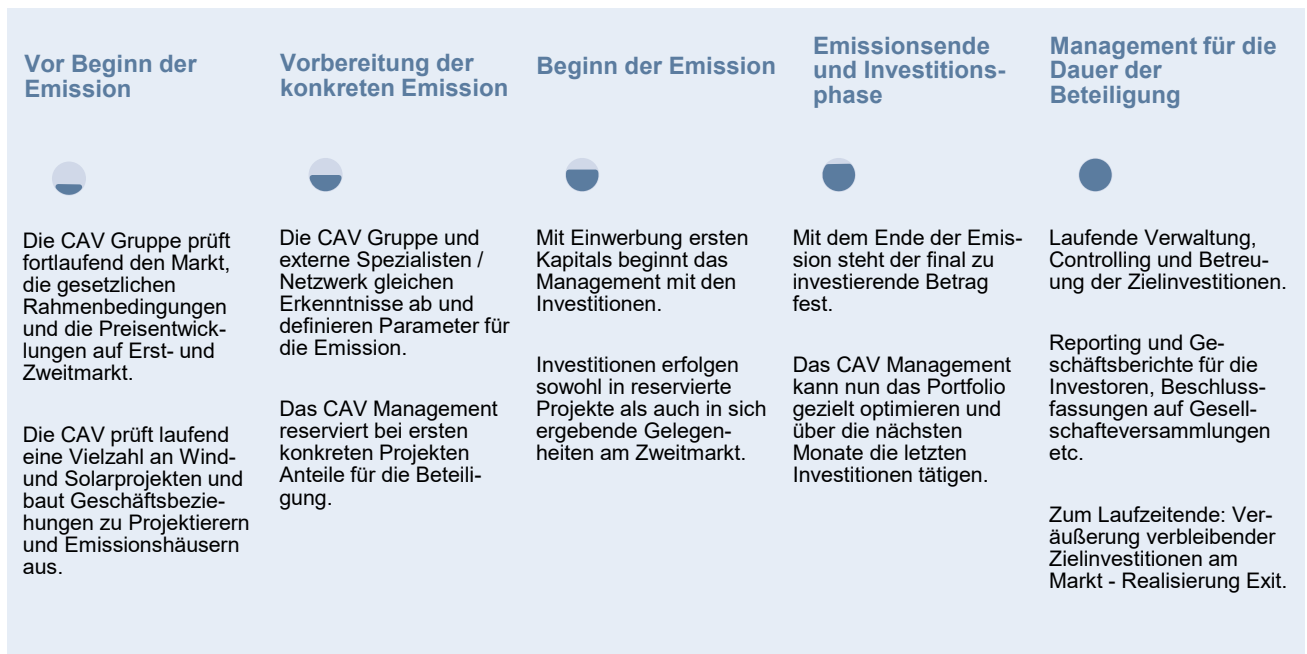 Vor Beginn der
Emission
Die CAV Gruppe prüft
fortlaufend den Markt,
die gesetzlichen
Rahmenbedingungen
und die Preisentwick-
lungen auf Erst- und
Zweitmarkt.
Die CAV prüft laufend
eine Vielzahl an Wind-
und Solarprojekten und
baut Geschäftsbezie-
hungen zu Projektierern
und Emissionshäusern
aus.
Vorbereitung der
konkreten Emission
Die CAV Gruppe und
externe Spezialisten /
Netzwerk gleichen
Erkenntnisse ab und
definieren Parameter für
die Emission.
Das CAV Management
reserviert bei ersten
konkreten Projekten
Anteile für die Beteili-
gung.
Beginn der Emission
Mit Einwerbung ersten
Kapitals beginnt das
Management mit den
Investitionen.
Investitionen erfolgen
sowohl in reservierte
Projekte als auch in sich
ergebende Gelegen-
heiten am Zweitmarkt.
Emissionsende
und Investitions-
phase
Mit dem Ende der Emis-
sion steht der final zu
investierende Betrag
fest.
Das CAV Management
kann nun das Portfolio
gezielt optimieren und
über die nächsten
Monate die letzten
Investitionen tätigen.
Management für die
Dauer der
Beteiligung
Laufende Verwaltung,
Controlling und Betreu-
ung der Zielinvestitionen.
Reporting und Ge-
schäftsberichte für die
Investoren, Beschluss-
fassungen auf Gesell-
schafteversammlungen
etc.
Zum Laufzeitende: Ver-
äußerung verbleibender
Zielinvestitionen am
Markt - Realisierung Exit.